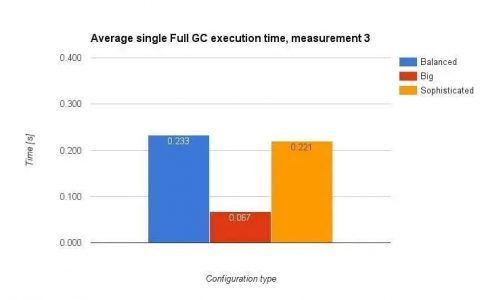 Average single Full GC execution time, measurement 3
0.400
0.300
0.200
0.100
0.000
Time [s]
0.233
0.067
0.221
Configuration type
Balanced
Big
Sophisticated